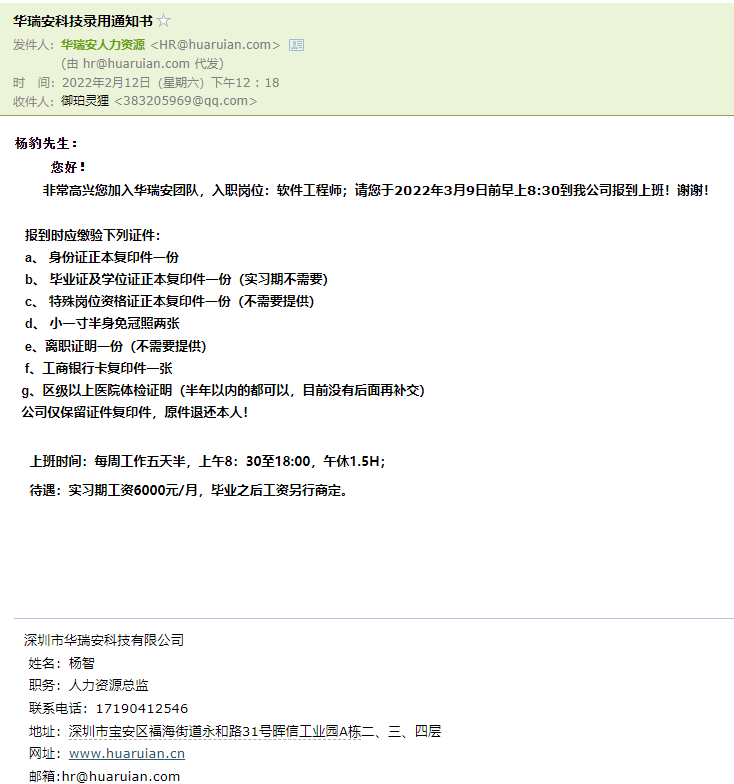 华瑞安科技录用通知书☆
发件人：华瑞安人力资源 <HR@huaruian.com>
(由 hr@huaruian.com 代发)
时　间：2022年2月12日（星期六）下午12：18
收件人：御珀灵狸 <383205969@qq.com>
杨豹先生：
您好！
非常高兴您加入华瑞安团队，入职岗位：软件工程师；请您于2022年3月9日前早上8:30到我公司报到上班！谢谢！
报到时应缴验下列证件：
a、 身份证正本复印件一份
b、 毕业证及学位证正本复印件一份（实习期不需要）
c、 特殊岗位资格证正本复印件一份（不需要提供）
d、 小一寸半身免冠照两张
e、离职证明一份（不需要提供）
f、工商银行卡复印件一张
g、区级以上医院体检证明（半年以内的都可以，目前没有后面再补交）
公司仅保留证件复印件，原件退还本人！
上班时间：每周工作五天半，上午8：30至18:00，午休1.5H；
待遇：实习期工资6000元/月，毕业之后工资另行商定。
深圳市华瑞安科技有限公司
姓名：杨智
职务：人力资源总监
联系电话：17190412546
地址：深圳市宝安区福海街道永和路31号晖信工业园A栋二、三、四层
网址：www.huaruian.cn
邮箱:hr@huaruian.com